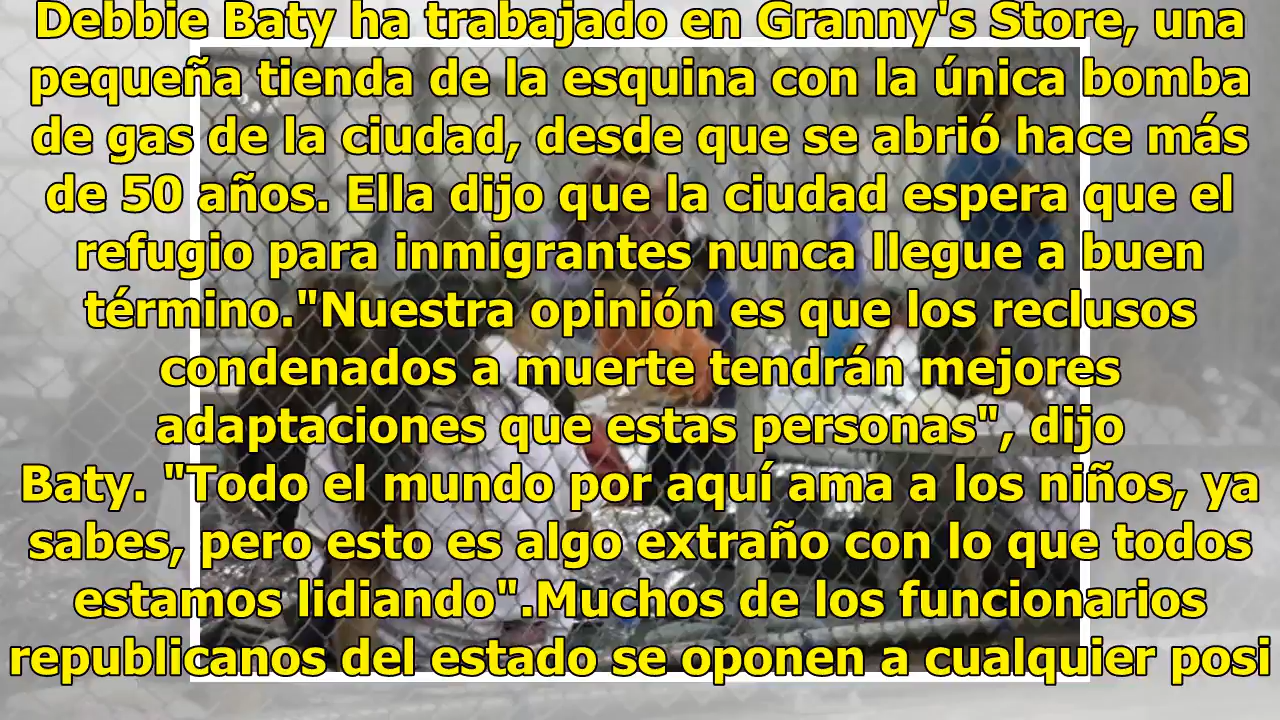 Debbie Baty ha trabajado en Granny's Store, una
pequeña tienda de la esquina con la única bomba
de gas de la ciudad, desde que se abrió hace más
de 50 años. Ella dijo que la ciudad espera que el
refugio para inmigrantes nunca llegue a buen
término."Nuestra opinión es que los reclusos
condenados a muerte tendrán mejores
adaptaciones que estas personas", dijo
Baty. "Todo el mundo por aquí ama a los niños, ya
sabes, pero esto es algo extraño con lo que todos
estamos lidiando".Muchos de los funcionarios
republicanos del estado se oponen a cualquier posi